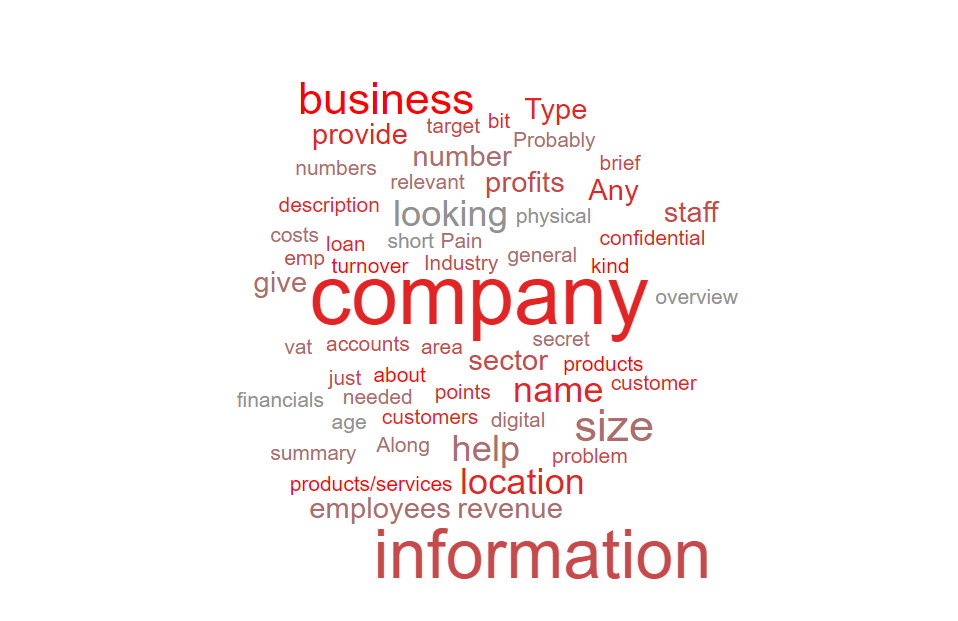 business
Type
provide
target
bit
Probably
number
brief
numbers
relevant
profits
Any
description
looking
physical
staff
costs
loan
short
Pain
confidential
emp
turnover
Industry
general
kind
give
company
overview
vat
accounts
area
secret
sector
products
just
about
customer
financials
needed
points
name
age
customers
digital
size
summary
Along
help
problem
products/services
location
employees
revenue
information